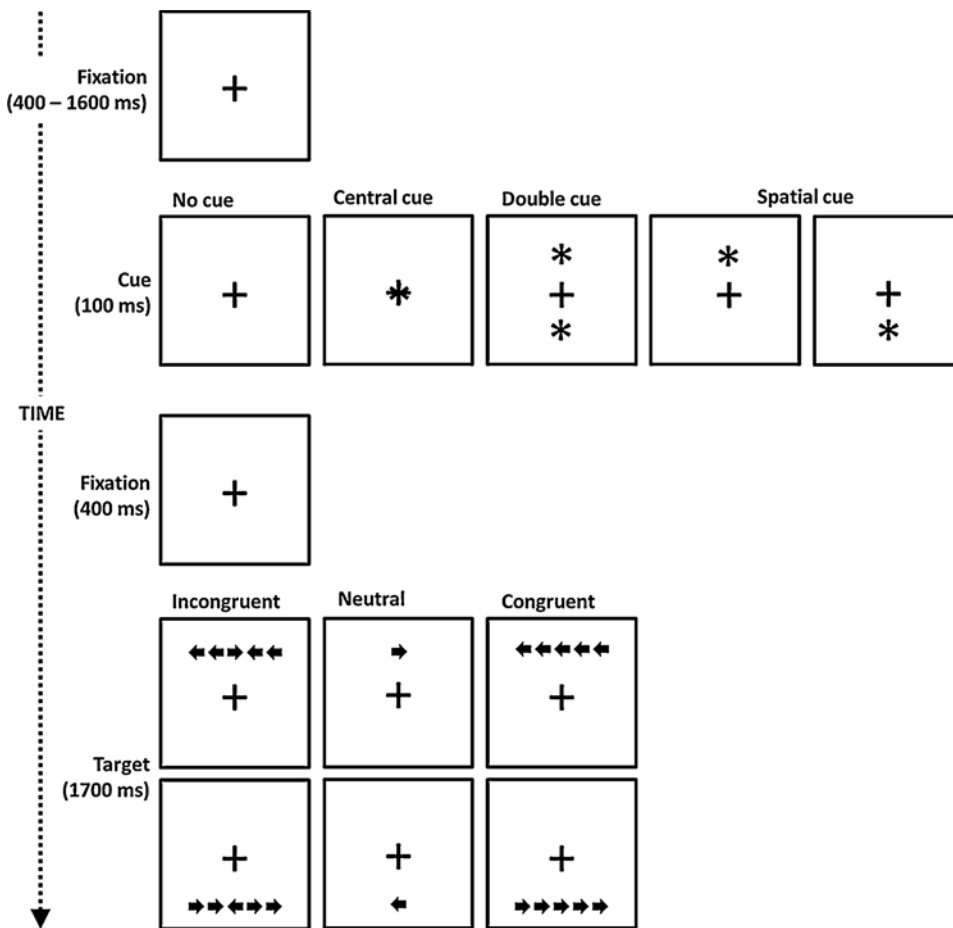 Fixation
(400 – 1600 ms)
No cue
Central cue
Double cue
Spatial cue
Cue
(100 ms)
TIME
Fixation
(400 ms)
Incongruent
Neutral
Congruent
Target
(1700 ms)